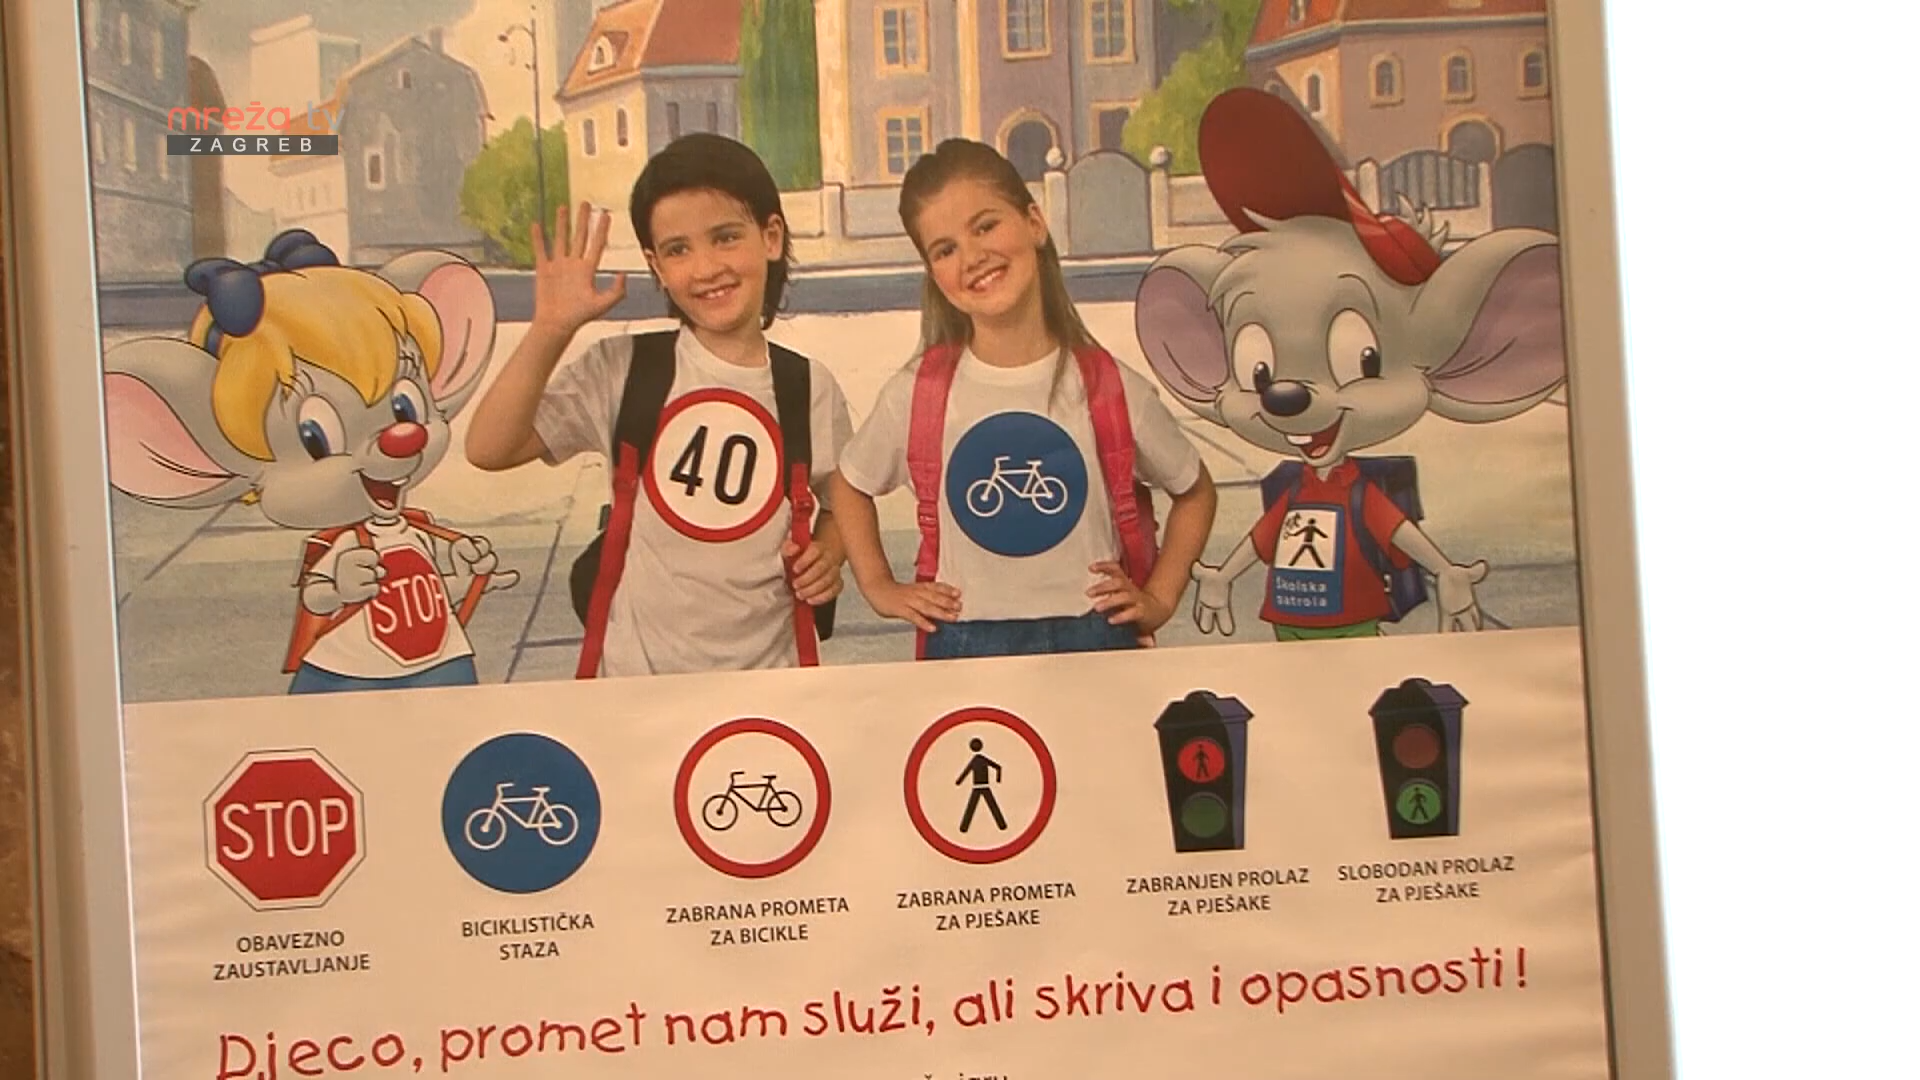 mreža tv
ZAGREB
40
STOP
školska
patrola
STOP
OBAVEZNO
ZAUSTAVLJANJE
BICIKLISTIČKA
STAZA
ZABRANA PROMETA
ZA BICIKLE
ZABRANA PROMETA
ZA PJEŠAKE
ZABRANJEN PROLAZ
ZA PJEŠAKE
SLOBODAN PROLAZ
ZA PJEŠAKE
Djeco, promet nam služi, ali skriva i opasnosti!